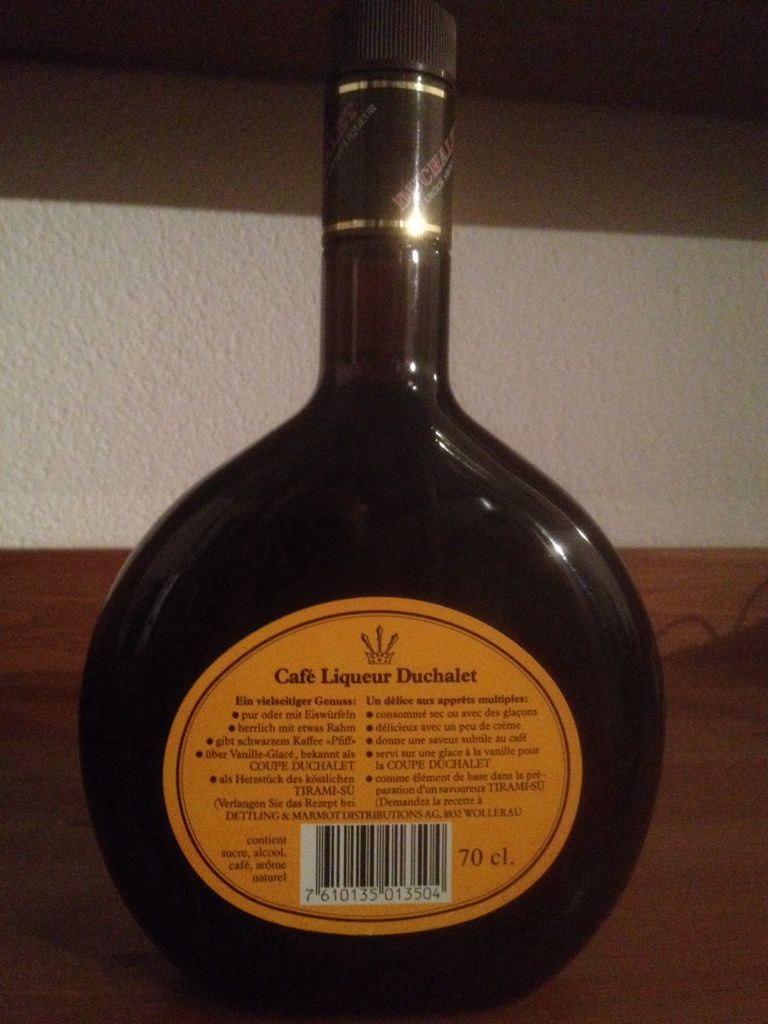 DUCHALET
LIQUEUR
Café Liqueur Duchalet
Ein vielseitiger Genuss:
• pur oder mit Eiswürfeln
• herrlich mit etwas Rahm
• gibt schwarzem Kaffee «Pfiff»
• über Vanille-Glacé, bekannt als
COUPE DUCHALET
• als Herzstück des köstlichen
TIRAMI-SÙ
(Verlangen Sie das Rezept bei
Un délice aux apprêts multiples:
• consommé sec ou avec des glaçons
• délicieux avec un peu de crème
• donne une saveur subtile au café
• servi sur une glace à la vanille pour
la COUPE DUCHALET
• comme élément de base dans la pré-
paration d'un savoureux TIRAMI-SÙ
(Demandez la recette à
DETTLING & MARMOT DISTRIBUTIONS AG, 8832 WOLLERAU
contient
sucre, alcool,
café, arôme
naturel
7 610135 013504
70 cl.